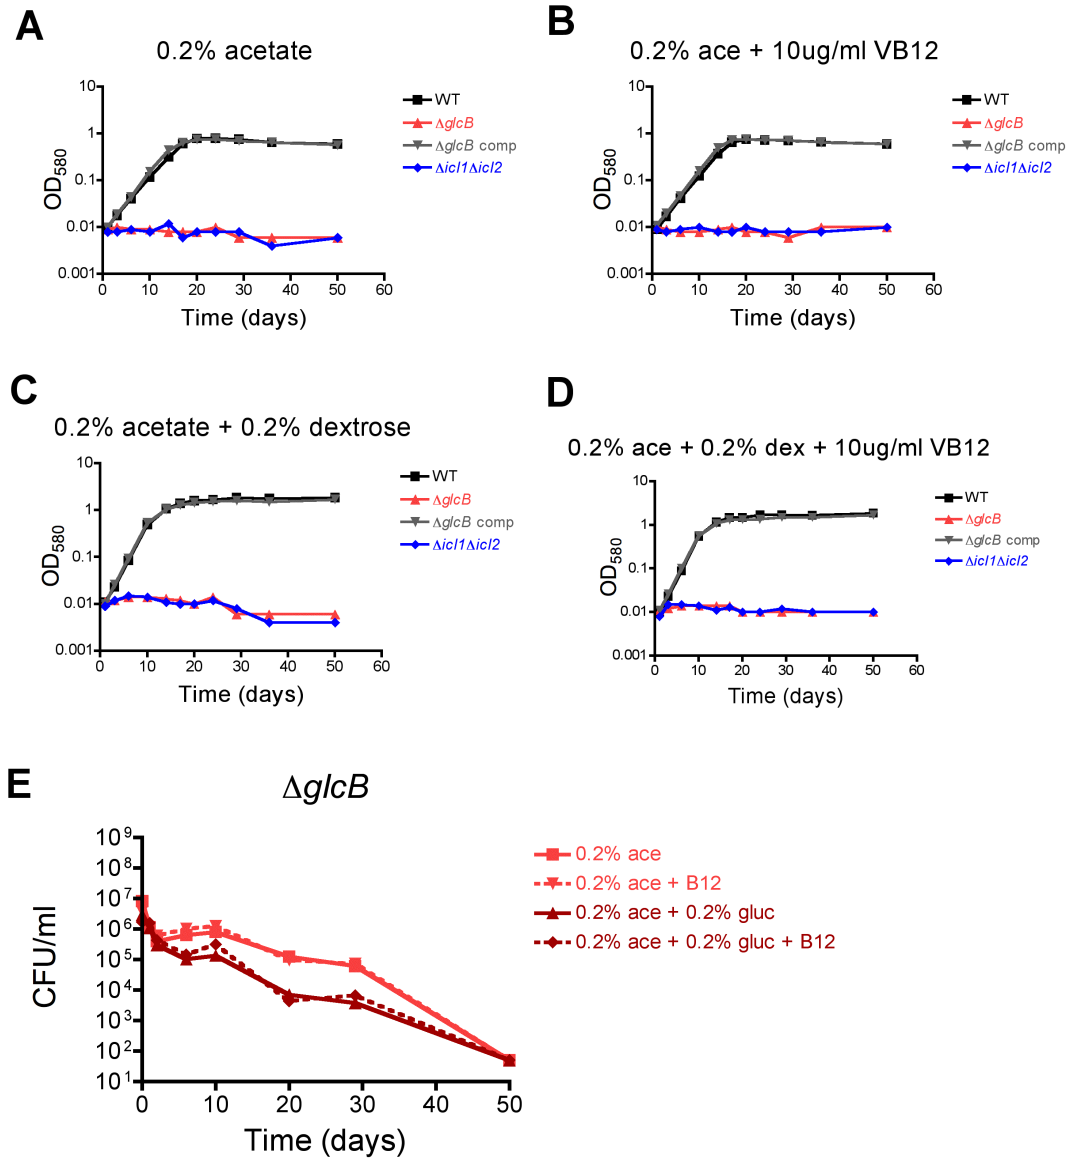 A
0.2% acetate
10
1
0.1
0.01
0.001
OD580
0 10 20 30 40 50 60
Time (days)
WT
ΔglcB
ΔglcB comp
Δicl1Δicl2
B
0.2% ace + 10ug/ml VB12
10
1
0.1
0.01
0.001
OD580
0 10 20 30 40 50 60
Time (days)
WT
ΔglcB
ΔglcB comp
Δicl1Δicl2
C
0.2% acetate + 0.2% dextrose
10
1
0.1
0.01
0.001
OD580
0 10 20 30 40 50 60
Time (days)
WT
ΔglcB
ΔglcB comp
Δicl1Δicl2
D
0.2% ace + 0.2% dex + 10ug/ml VB12
10
1
0.1
0.01
0.001
OD580
0 10 20 30 40 50 60
Time (days)
WT
ΔglcB
ΔglcB comp
Δicl1Δicl2
E
ΔglcB
10⁹
10⁸
10⁷
10⁶
10⁵
10⁴
10³
10²
10¹
CFU/ml
0 10 20 30 40 50
Time (days)
0.2% ace
0.2% ace + B12
0.2% ace + 0.2% gluc
0.2% ace + 0.2% gluc + B12